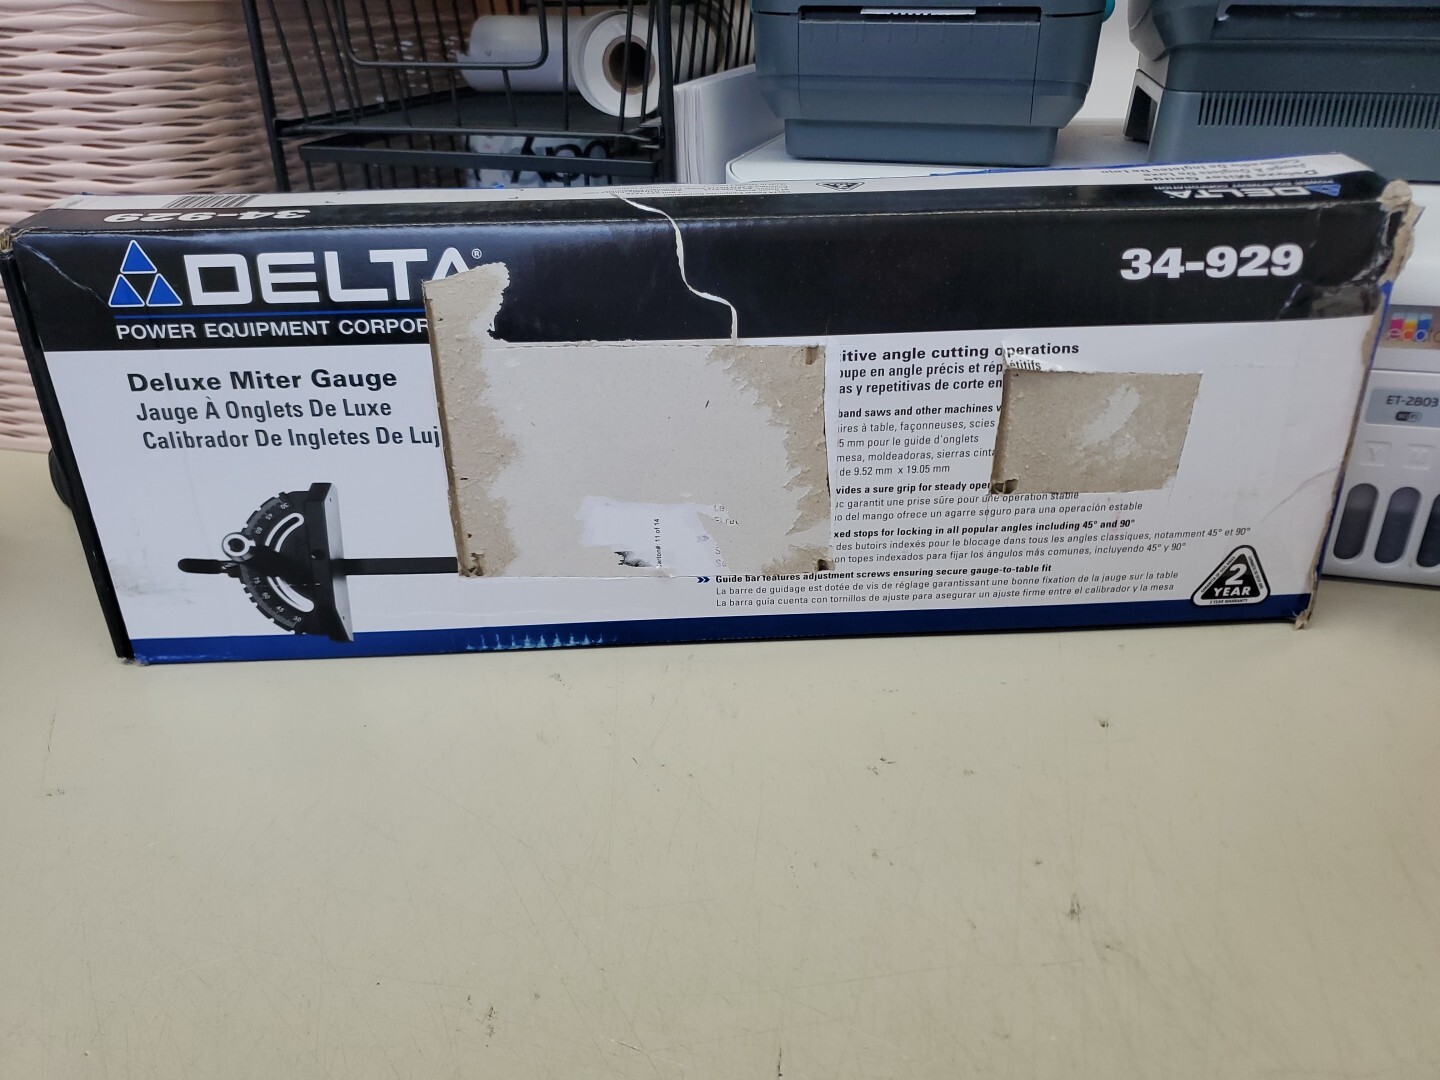 34-929
DELTA
DELTA®
POWER EQUIPMENT CORPOR
34-929
Deluxe Miter Gauge
Jauge À Onglets De Luxe
Calibrador De Ingletes De Luj
itive angle cutting operations
oupe en angle précis et rép étitifs
as y repetitivas de corte en
band saws and other machines
ires à table, façonneuses, scies
5 mm pour le guide d'onglets
mesa, moldeadoras, sierras cinta
de 9.52 mm x 19.05 mm
vides a sure grip for steady oper
uc garantit une prise sûre pour une opération stable
o del mango ofrece un agarre seguro para una operación estable
xed stops for locking in all popular angles including 45° and 90°
des butoirs indexés pour le blocage dans tous les angles classiques, notamment 45° et 90°
on topes indexados para fijar los ángulos más comunes, incluyendo 45° y 90°
» Guide bar features adjustment screws ensuring secure gauge-to-table fit
La barre de guidage est dotée de vis de réglage garantissant une bonne fixation de la jauge sur la table
La barra guía cuenta con tornillos de ajuste para asegurar un ajuste firme entre el calibrador y la mesa
2
YEAR
11 of 14
ET-2803